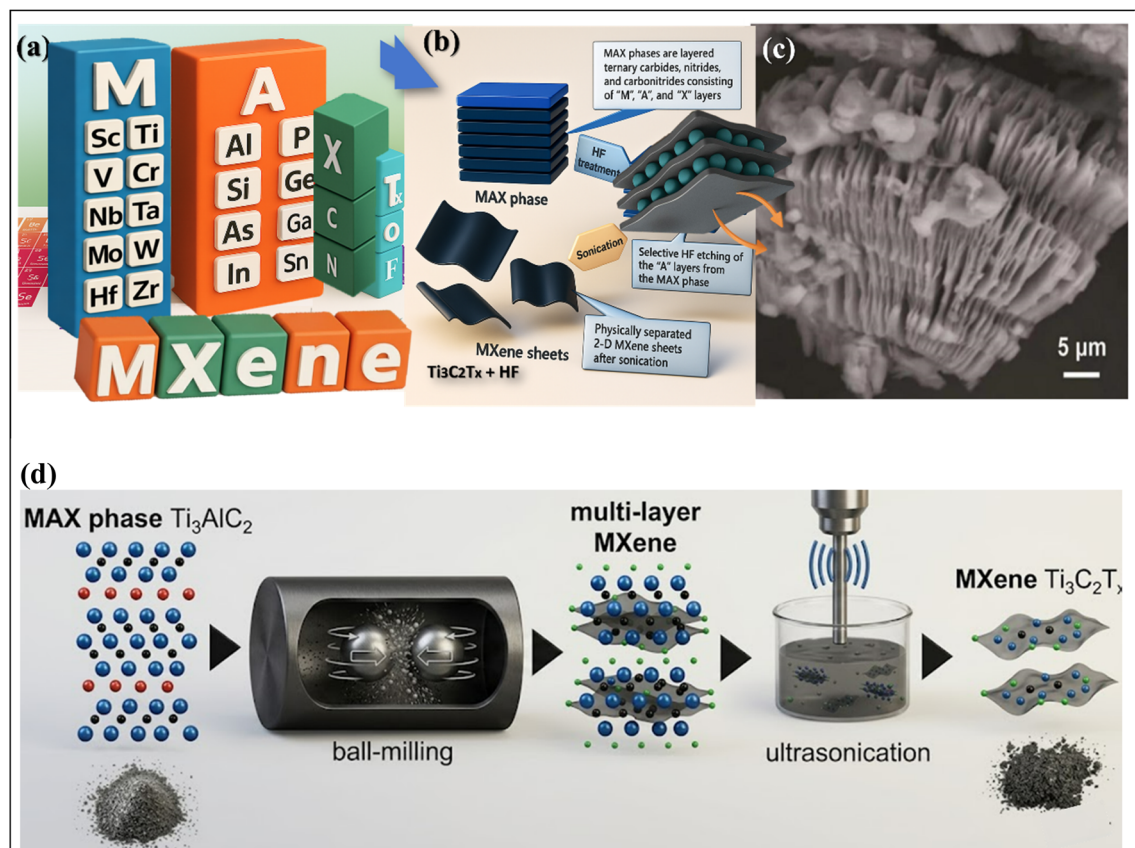 (a)
M
Sc Ti
V Cr
Nb Ta
Mo W
Hf Zr
A
Al P
Si Ge
As Ga
In Sn
X
C
N
Tx
O
F
MXene
(b)
MAX phase
MAX phases are layered
ternary carbides, nitrides,
and carbonitrides consisting
of “M”, “A”, and “X” layers
HF
treatment
Sonication
Selective HF etching of
the “A” layers from
the MAX phase
Physically separated
2-D MXene sheets
after sonication
MXene sheets
Ti3C2Tx + HF
(c)
5 µm
(d)
MAX phase Ti₃AlC₂
ball-milling
multi-layer
MXene
ultrasonication
MXene Ti₃C₂Tₓ